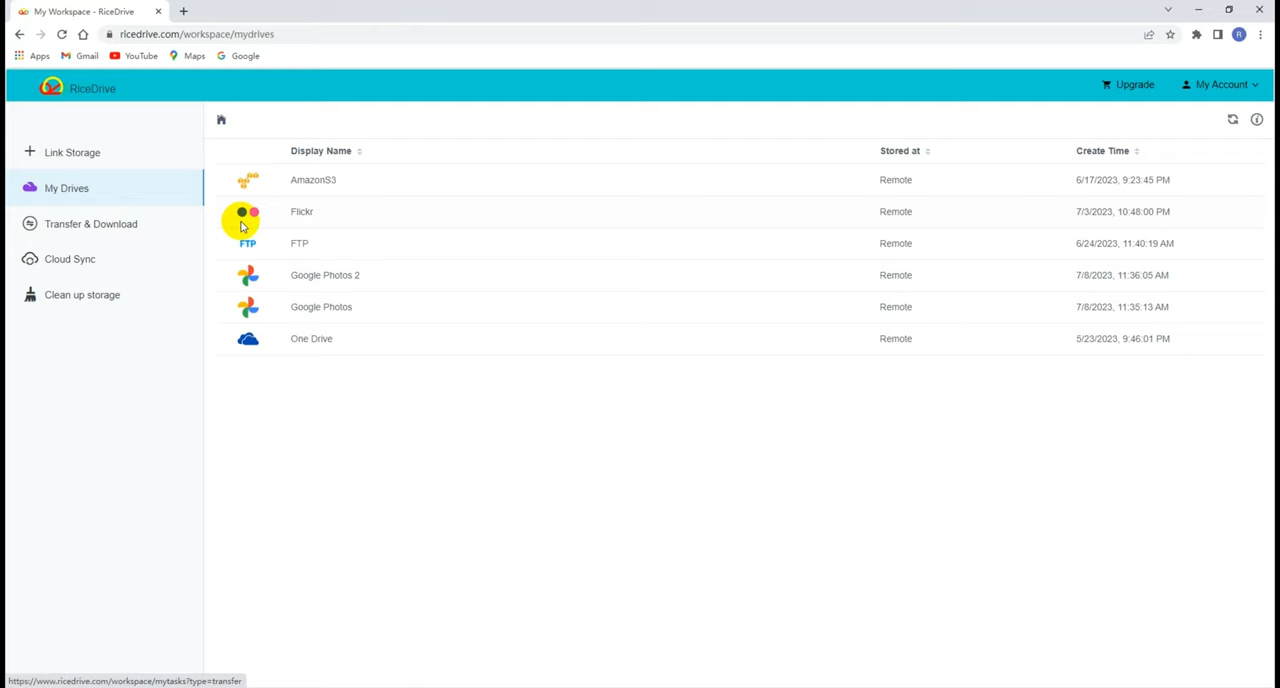 My Workspace - RiceDrive
ricedrive.com/workspace/mydrives
R
Apps Gmail YouTube Maps Google
RiceDrive Upgrade My Account
Link Storage
My Drives
Transfer & Download
Cloud Sync
Clean up storage
Display Name Stored at Create Time
AmazonS3 Remote 6/17/2023, 9:23:45 PM
Flickr Remote 7/3/2023, 10:48:00 PM
FTP FTP Remote 6/24/2023, 11:40:19 AM
Google Photos 2 Remote 7/8/2023, 11:36:05 AM
Google Photos Remote 7/8/2023, 11:35:13 AM
One Drive Remote 5/23/2023, 9:46:01 PM
https://www.ricedrive.com/workspace/mytasks?type=transfer